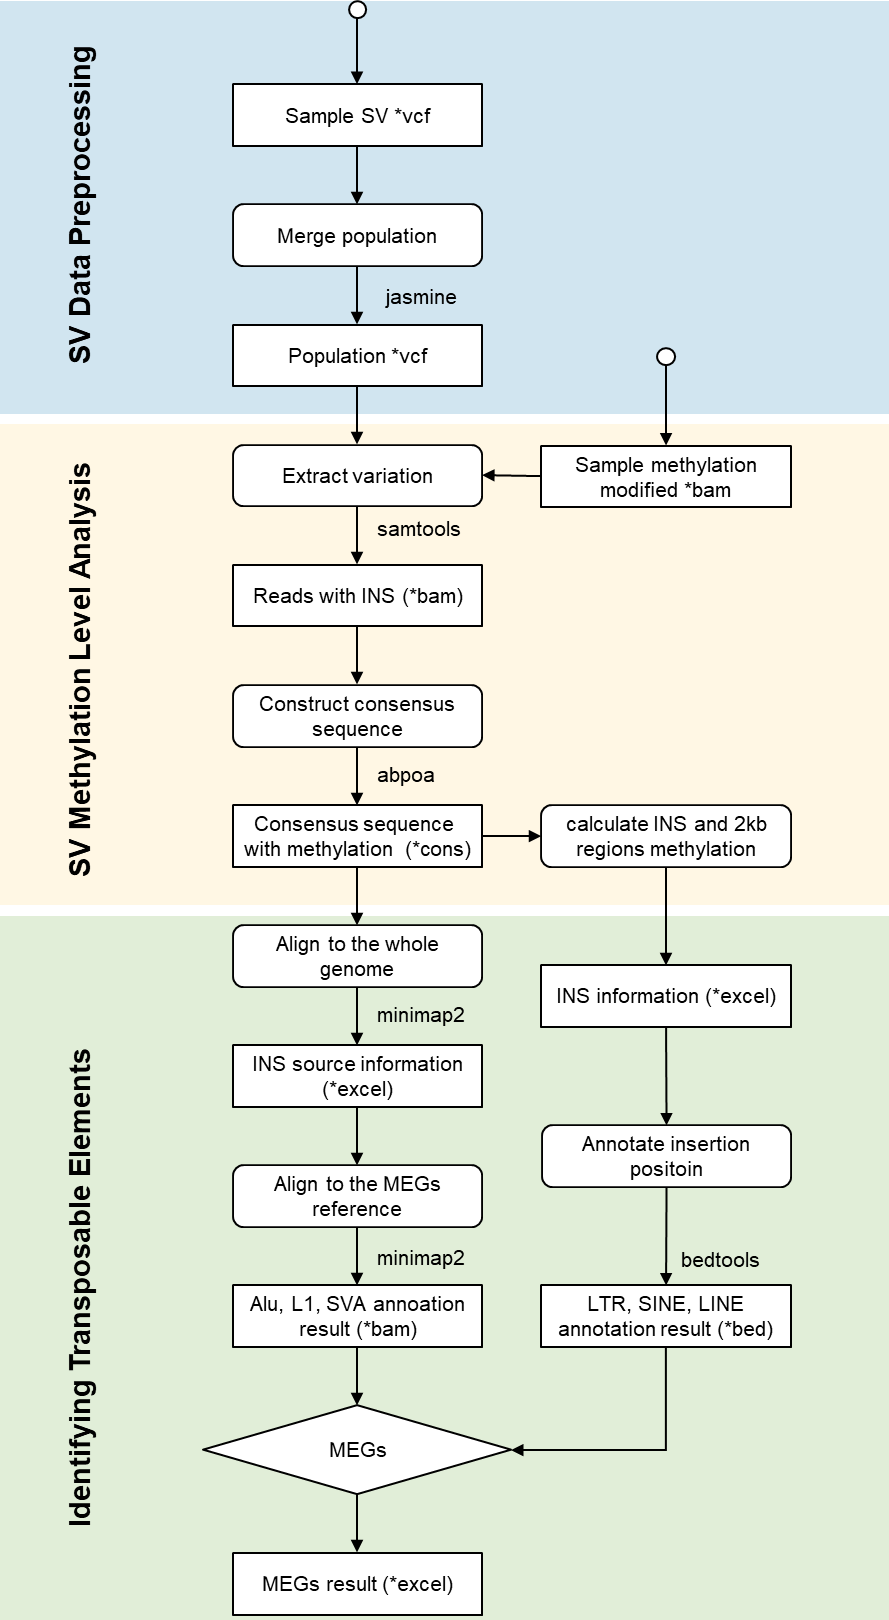 SV Data Preprocessing
Sample SV *vcf
Merge population
jasmine
Population *vcf
SV Methylation Level Analysis
Extract variation
Sample methylation
modified *bam
samtools
Reads with INS (*bam)
Construct consensus
sequence
abpoa
Consensus sequence
with methylation (*cons)
calculate INS and 2kb
regions methylation
Identifying Transposable Elements
Align to the whole
genome
INS information (*excel)
minimap2
INS source information
(*excel)
Annotate insertion
positoin
Align to the MEGs
reference
minimap2
bedtools
Alu, L1, SVA annoation
result (*bam)
LTR, SINE, LINE
annotation result (*bed)
MEGs
MEGs result (*excel)